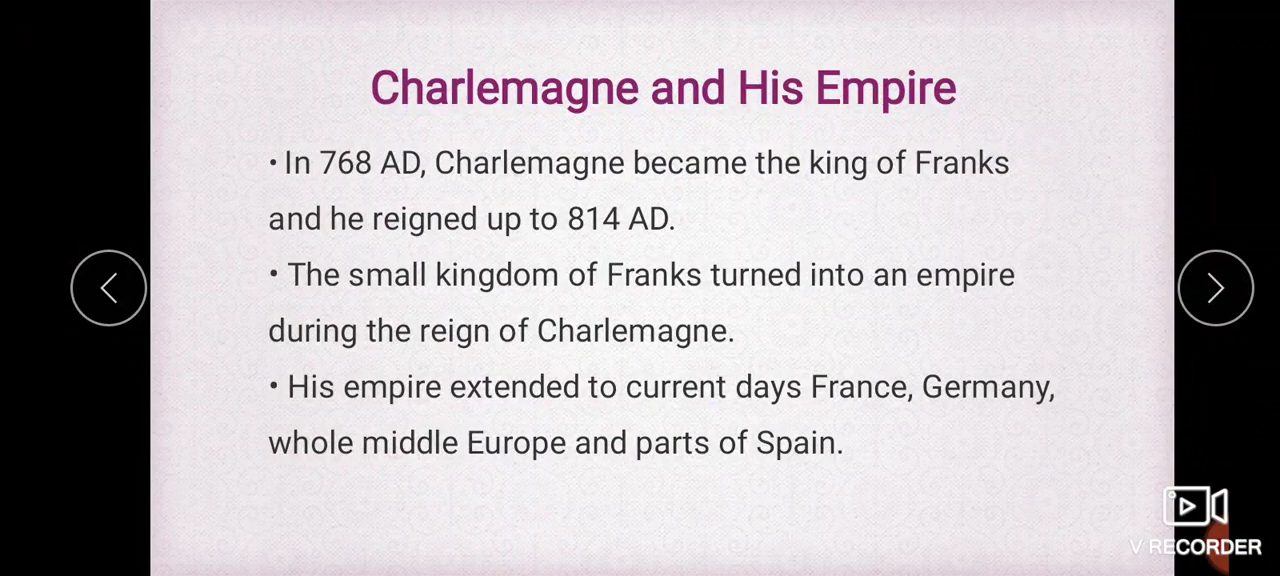 Charlemagne and His Empire
• In 768 AD, Charlemagne became the king of Franks
and he reigned up to 814 AD.
• The small kingdom of Franks turned into an empire
during the reign of Charlemagne.
• His empire extended to current days France, Germany,
whole middle Europe and parts of Spain.
V RECORDER